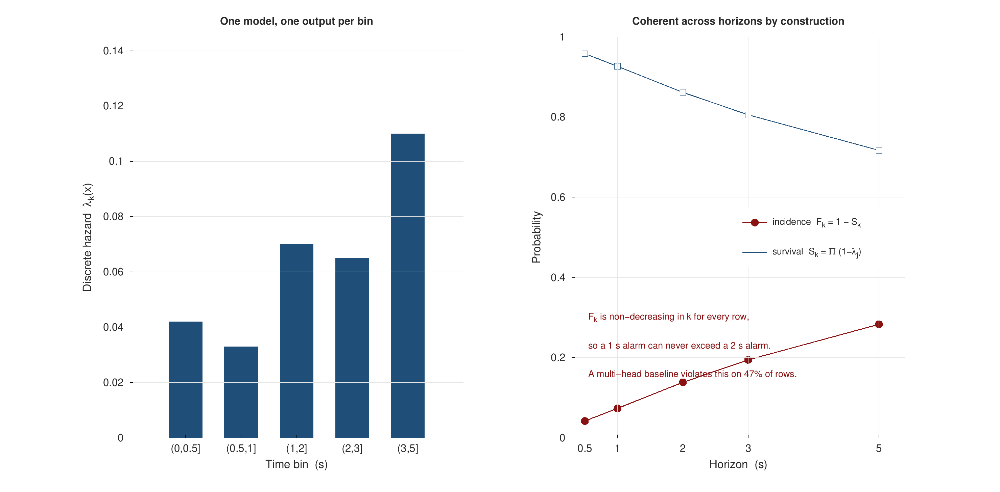 One model, one output per bin
0.14
0.12
0.1
0.08
0.06
0.04
0.02
0
Discrete hazard λk(x)
(0,0.5] (0.5,1] (1,2] (2,3] (3,5]
Time bin (s)
Coherent across horizons by construction
1
0.8
0.6
0.4
0.2
0
Probability
incidence Fk = 1 − Sk
survival Sk = Π (1−λj)
Fk is non−decreasing in k for every row,
so a 1 s alarm can never exceed a 2 s alarm.
A multi−head baseline violates this on 47% of rows.
0.5 1 2 3 5
Horizon (s)